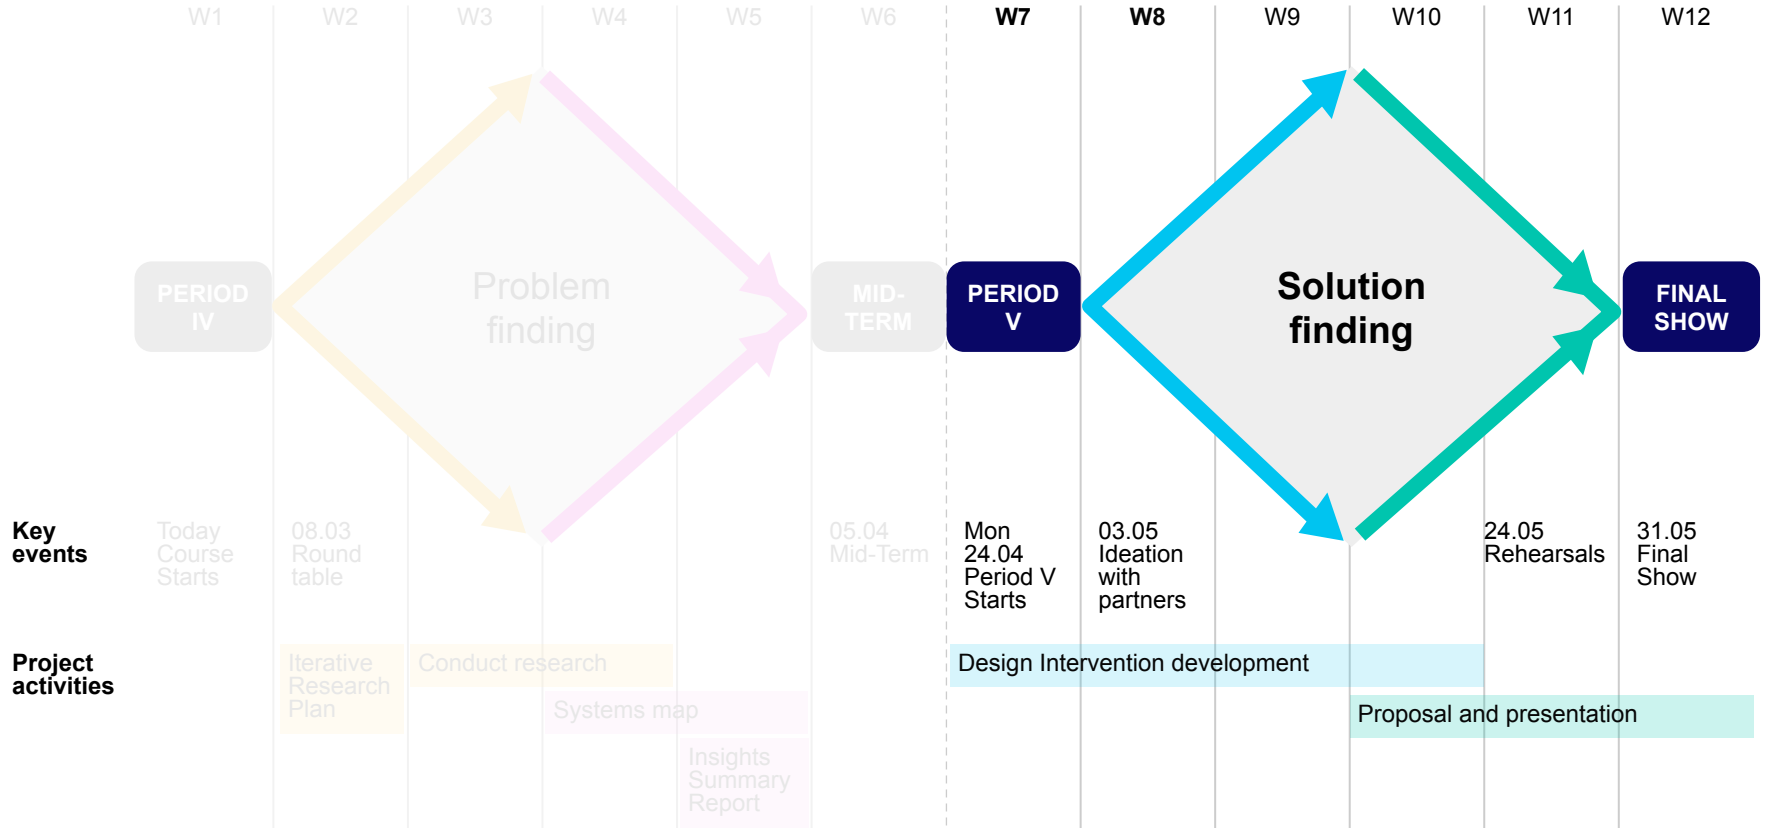 W1 W2 W3 W4 W5 W6 W7 W8 W9 W10 W11 W12
PERIOD
IV
Problem
finding
MID-
TERM
PERIOD
V
Solution
finding
FINAL
SHOW
Key
events
Today
Course
Starts
08.03
Round
table
05.04
Mid-Term
Mon
24.04
Period V
Starts
03.05
Ideation
with
partners
24.05
Rehearsals
31.05
Final
Show
Project
activities
Iterative
Research
Plan
Conduct research
Systems map
Insights
Summary
Report
Design Intervention development
Proposal and presentation